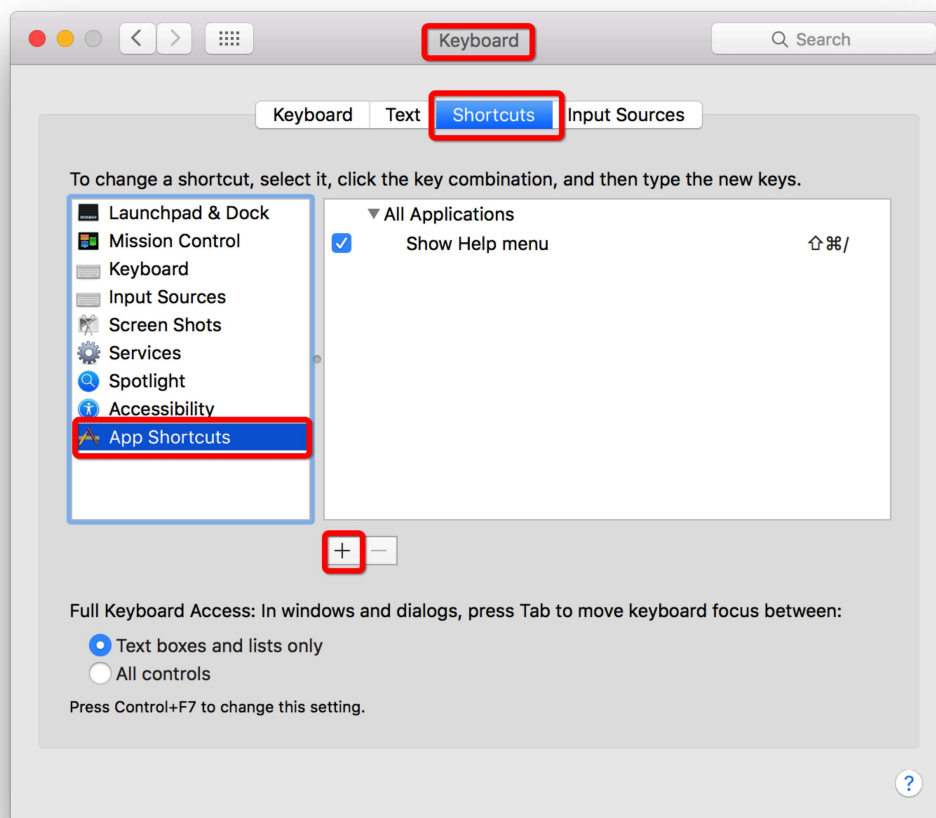 Keyboard
Search
Keyboard Text Shortcuts Input Sources
To change a shortcut, select it, click the key combination, and then type the new keys.
Launchpad & Dock
Mission Control
Keyboard
Input Sources
Screen Shots
Services
Spotlight
Accessibility
App Shortcuts
All Applications
Show Help menu ⇧⌘/
+ −
Full Keyboard Access: In windows and dialogs, press Tab to move keyboard focus between:
Text boxes and lists only
All controls
Press Control+F7 to change this setting.
?